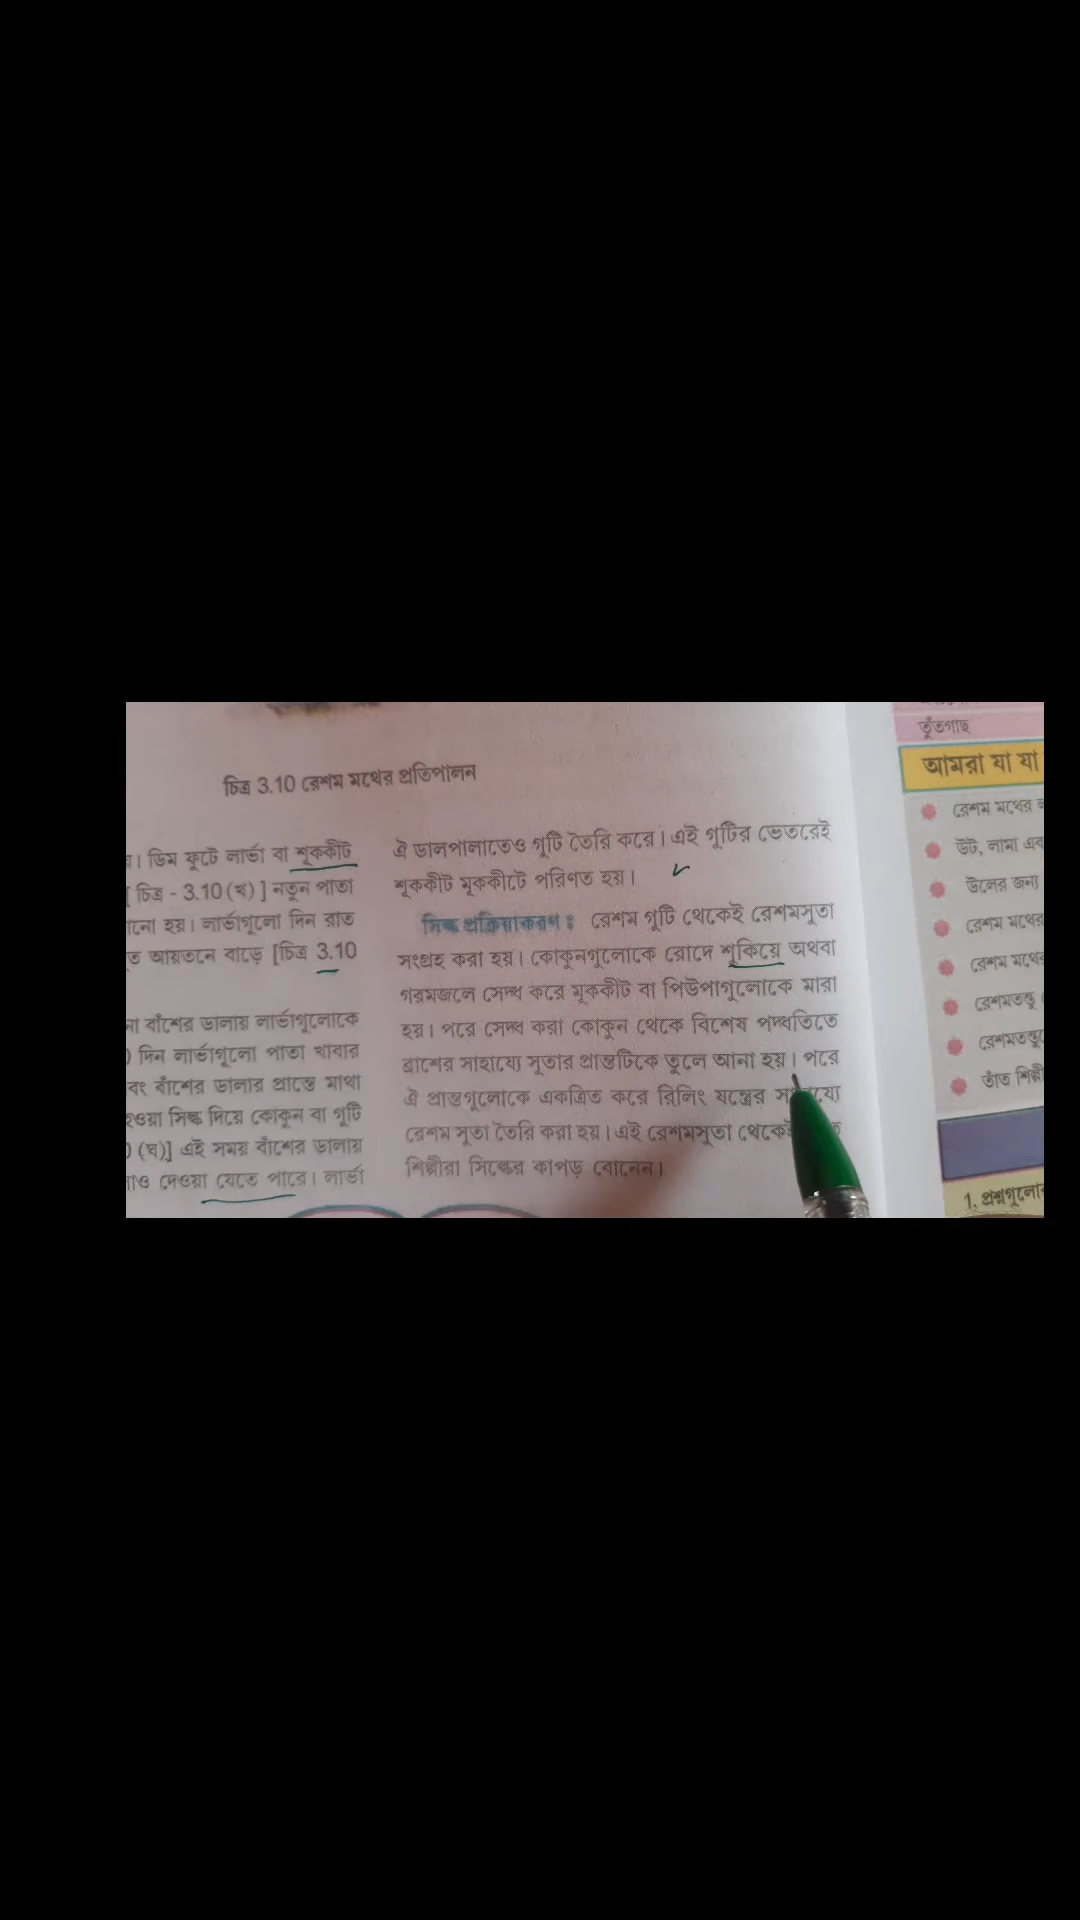 চিত্র 3.10 রেশম মথের প্রতিপালন
। ডিম ফুটে লার্ভা বা শূককীট
[ চিত্র - 3.10 (খ) ] নতুন পাতা
হয়। লার্ভাগুলো দিন রাত
ত আয়তনে বাড়ে [চিত্র 3.10
বাঁশের ডালায় লার্ভাগুলোকে
দিন লার্ভাগুলো পাতা খাবার
বং বাঁশের ডালার প্রান্তে মাথা
সিল্ক দিয়ে কোকুন বা গুটি
(ঘ)] এই সময় বাঁশের ডালায়
দেওয়া যেতে পারে। লার্ভা
ঐ ডালপালাতেও গুটি তৈরি করে। এই গুটির ভেতরেই
শূককীট মূককীটে পরিণত হয়।
সিল্ক প্রক্রিয়াকরণ : রেশম গুটি থেকেই রেশমসুতা
সংগ্রহ করা হয়। কোকুনগুলোকে রোদে শুকিয়ে অথবা
গরমজলে সেদ্ধ করে মূককীট বা পিউপাগুলোকে মারা
হয়। পরে সেদ্ধ করা কোকুন থেকে বিশেষ পদ্ধতিতে
ব্রাশের সাহায্যে সুতার প্রান্তটিকে তুলে আনা হয়। পরে
ঐ প্রান্তগুলোকে একত্রিত করে রিলিং যন্ত্রের
রেশম সুতা তৈরি করা হয়। এই রেশমসুতা
শিল্পীরা সিল্কের কাপড় বোনেন।
তুঁতগাছ
আমরা যা যা
রেশম মথের
উট, লামা এব
উলের জন্য
রেশম মথের
রেশম মথে
রেশমতন্তু
রেশমতন্তু
তাঁত শিল্পী
1. প্রশ্নগুলো